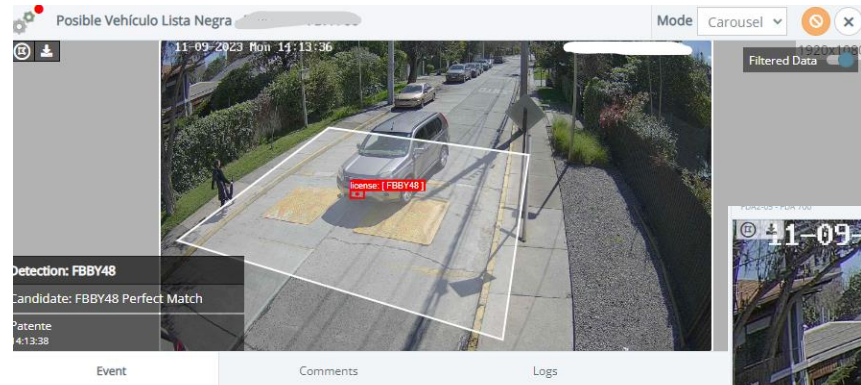 Posible Vehículo Lista Negra
Mode
Carousel
11-09-2023 Mon 14:13:36
1920x1080
Filtered Data
license: [ FBBY48 ]
Detection: FBBY48
Candidate: FBBY48 Perfect Match
Patente
14:13:38
11-09-
Event
Comments
Logs